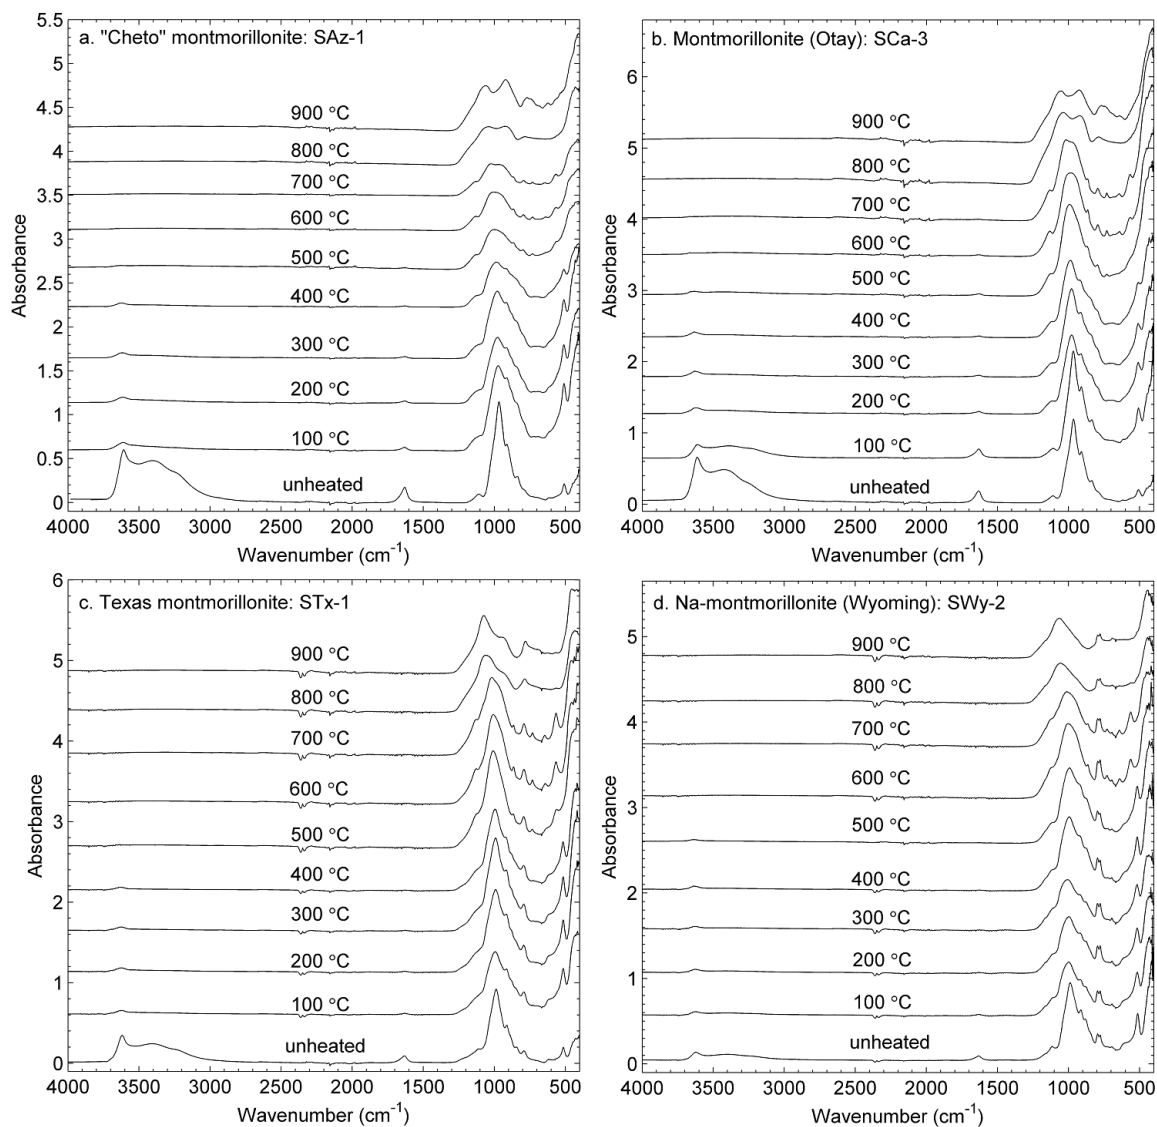 a. "Cheto" montmorillonite: SAz-1
5.5
5
4.5
4
3.5
3
2.5
2
1.5
1
0.5
0
Absorbance
900 °C
800 °C
700 °C
600 °C
500 °C
400 °C
300 °C
200 °C
100 °C
unheated
4000 3500 3000 2500 2000 1500 1000 500 400
Wavenumber (cm⁻¹)
b. Montmorillonite (Otay): SCa-3
6
5
4
3
2
1
0
Absorbance
900 °C
800 °C
700 °C
600 °C
500 °C
400 °C
300 °C
200 °C
100 °C
unheated
4000 3500 3000 2500 2000 1500 1000 500 400
Wavenumber (cm⁻¹)
c. Texas montmorillonite: STx-1
6
5
4
3
2
1
0
Absorbance
900 °C
800 °C
700 °C
600 °C
500 °C
400 °C
300 °C
200 °C
100 °C
unheated
4000 3500 3000 2500 2000 1500 1000 500 400
Wavenumber (cm⁻¹)
d. Na-montmorillonite (Wyoming): SWy-2
5
4
3
2
1
0
Absorbance
900 °C
800 °C
700 °C
600 °C
500 °C
400 °C
300 °C
200 °C
100 °C
unheated
4000 3500 3000 2500 2000 1500 1000 500 400
Wavenumber (cm⁻¹)